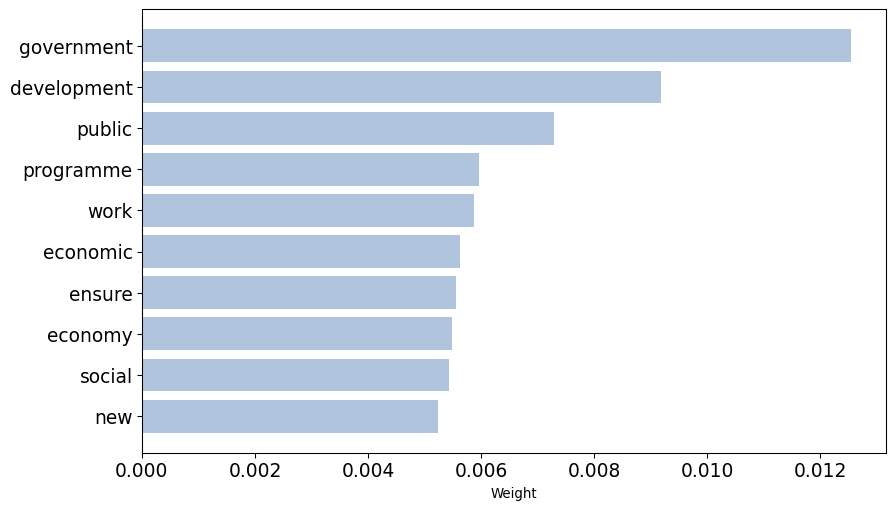 government
development
public
programme
work
economic
ensure
economy
social
new
0.000 0.002 0.004 0.006 0.008 0.010 0.012
Weight